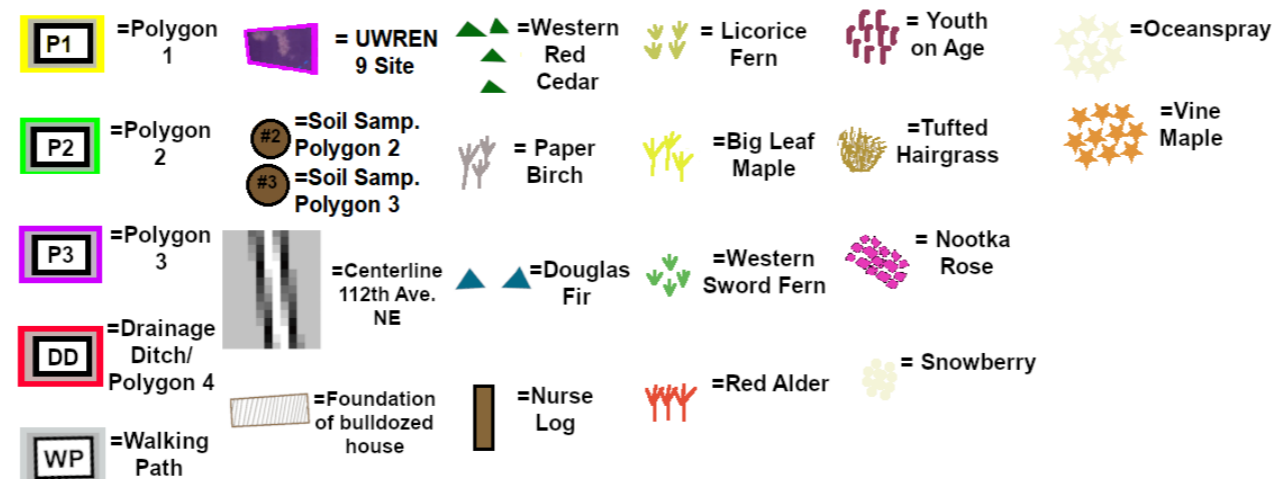 P1
=Polygon
1
P2
=Polygon
2
P3
=Polygon
3
DD
=Drainage
Ditch/
Polygon 4
WP
=Walking
Path
= UWREN
9 Site
#2
=Soil Samp.
Polygon 2
#3
=Soil Samp.
Polygon 3
=Centerline
112th Ave.
NE
=Foundation
of bulldozed
house
=Western
Red
Cedar
= Paper
Birch
=Douglas
Fir
=Nurse
Log
= Licorice
Fern
=Big Leaf
Maple
=Western
Sword Fern
=Red Alder
= Youth
on Age
=Tufted
Hairgrass
= Nootka
Rose
= Snowberry
=Oceanspray
=Vine
Maple